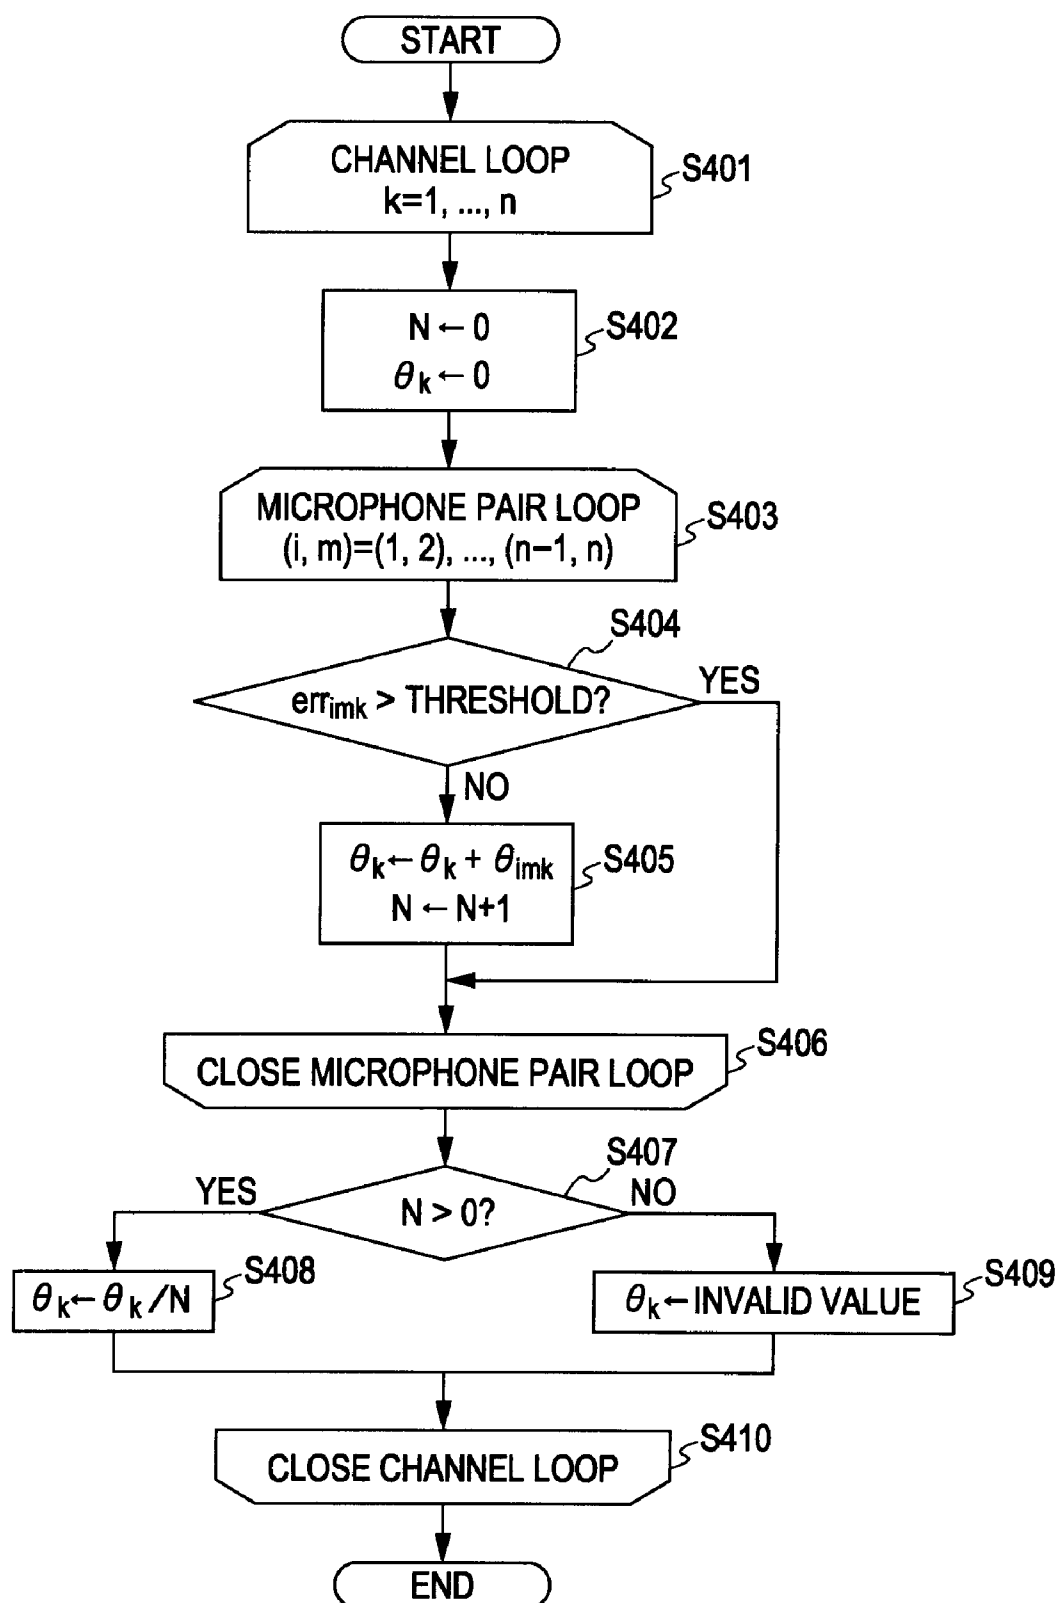 START
CHANNEL LOOP
k=1, ..., n
S401
N ← 0
θk ← 0
S402
MICROPHONE PAIR LOOP
(i, m)=(1, 2), ..., (n−1, n)
S403
S404
errimk > THRESHOLD?
YES
NO
θk ← θk + θimk
N ← N+1
S405
CLOSE MICROPHONE PAIR LOOP
S406
S407
YES
N > 0?
NO
θk ← θk /N
S408
θk ← INVALID VALUE
S409
CLOSE CHANNEL LOOP
S410
END